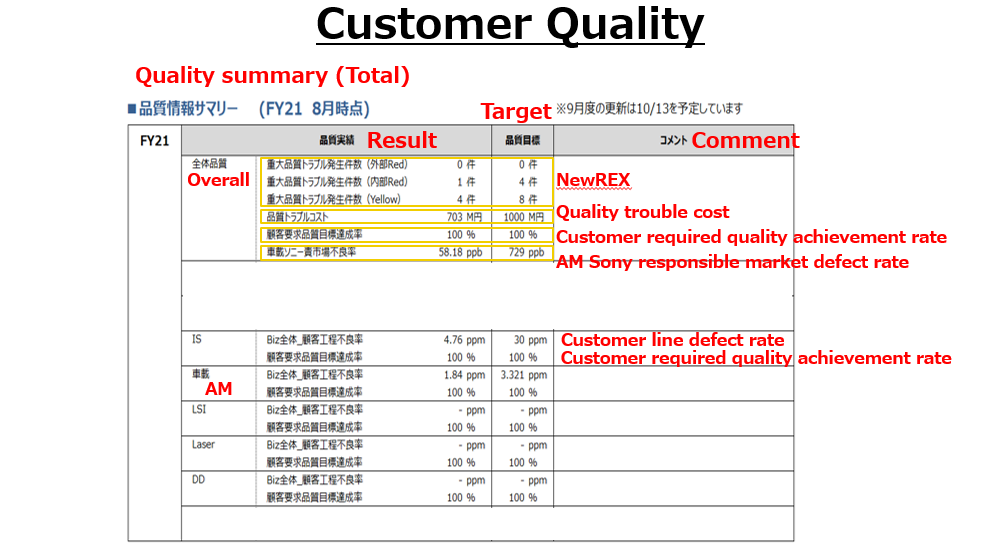 Customer Quality
Quality summary (Total)
■品質情報サマリー (FY21 8月時点) Target ※9月度の更新は10/13を予定しています
FY21 品質実績 Result 品質目標 コメント Comment
全体品質 重大品質トラブル発生件数 (外部Red) 0 件 0 件
Overall 重大品質トラブル発生件数 (内部Red) 1 件 4 件 NewREX
重大品質トラブル発生件数 (Yellow) 4 件 8 件
品質トラブルコスト 703 M円 1000 M円 Quality trouble cost
顧客要求品質目標達成率 100 % 100 % Customer required quality achievement rate
車載ソニー責市場不良率 58.18 ppb 729 ppb AM Sony responsible market defect rate
IS Biz全体_顧客工程不良率 4.76 ppm 30 ppm Customer line defect rate
顧客要求品質目標達成率 100 % 100 % Customer required quality achievement rate
車載 Biz全体_顧客工程不良率 1.84 ppm 3.321 ppm
AM 顧客要求品質目標達成率 100 % 100 %
LSI Biz全体_顧客工程不良率 - ppm - ppm
顧客要求品質目標達成率 100 % 100 %
Laser Biz全体_顧客工程不良率 - ppm - ppm
顧客要求品質目標達成率 100 % 100 %
DD Biz全体_顧客工程不良率 - ppm - ppm
顧客要求品質目標達成率 100 % 100 %